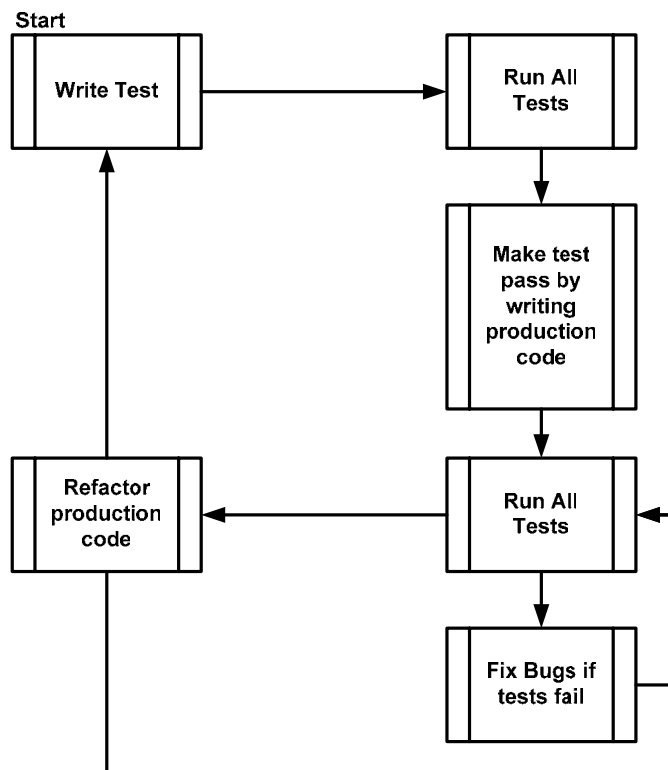 Start
Write Test
Run All
Tests
Make test
pass by
writing
production
code
Refactor
production
code
Run All
Tests
Fix Bugs if
tests fail